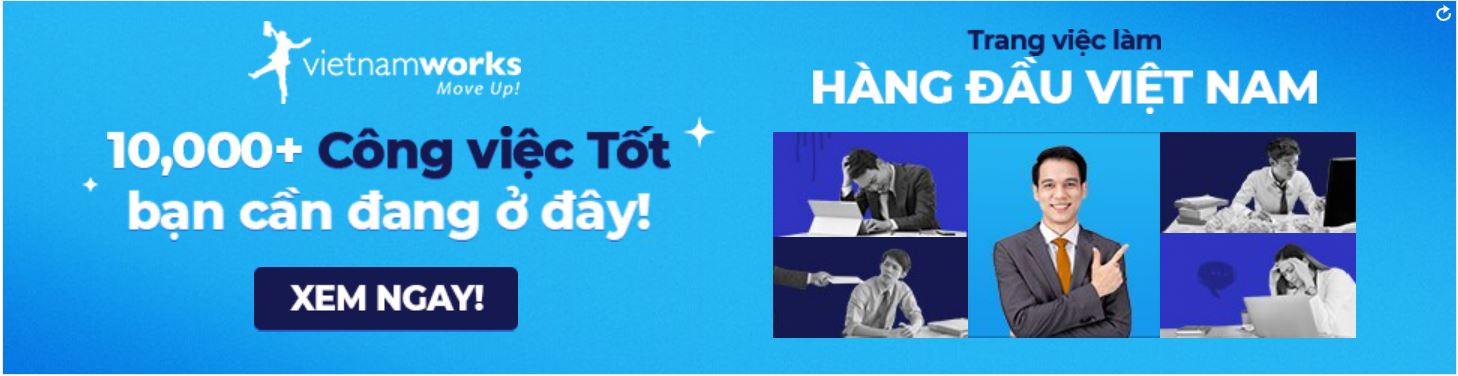 vietnamworks
Move Up!
10,000+ Công việc Tốt
bạn cần đang ở đây!
XEM NGAY!
Trang việc làm
HÀNG ĐẦU VIỆT NAM